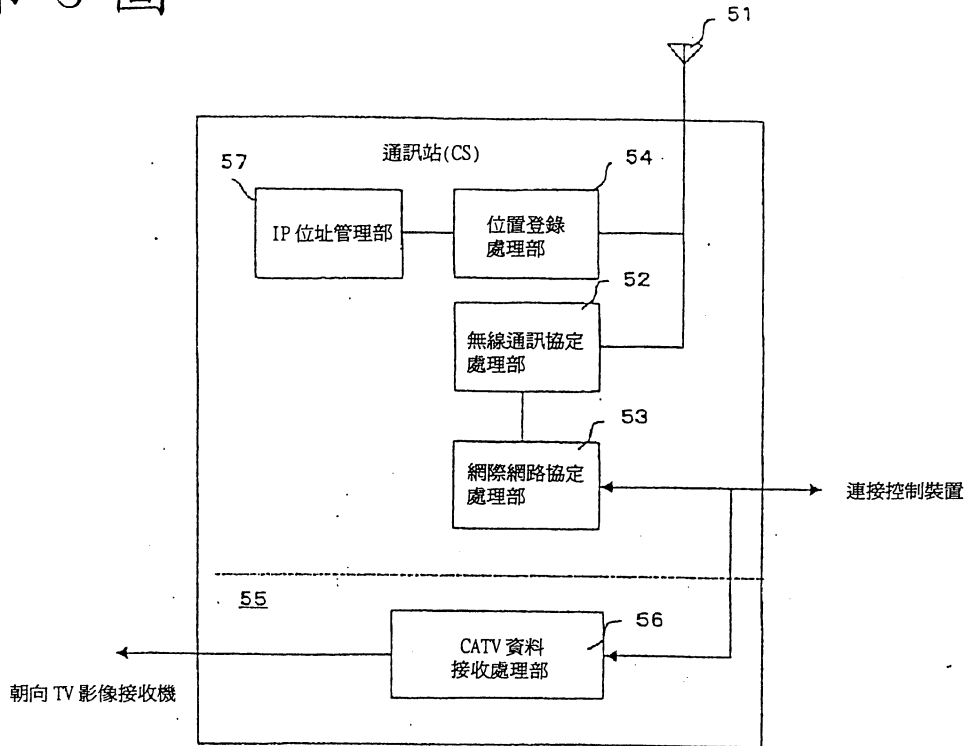 51
通訊站(CS)
57
54
IP 位址管理部
位置登錄
處理部
52
無線通訊協定
處理部
53
網際網路協定
處理部
連接控制裝置
55
56
CATV 資料
接收處理部
朝向 TV 影像接收機